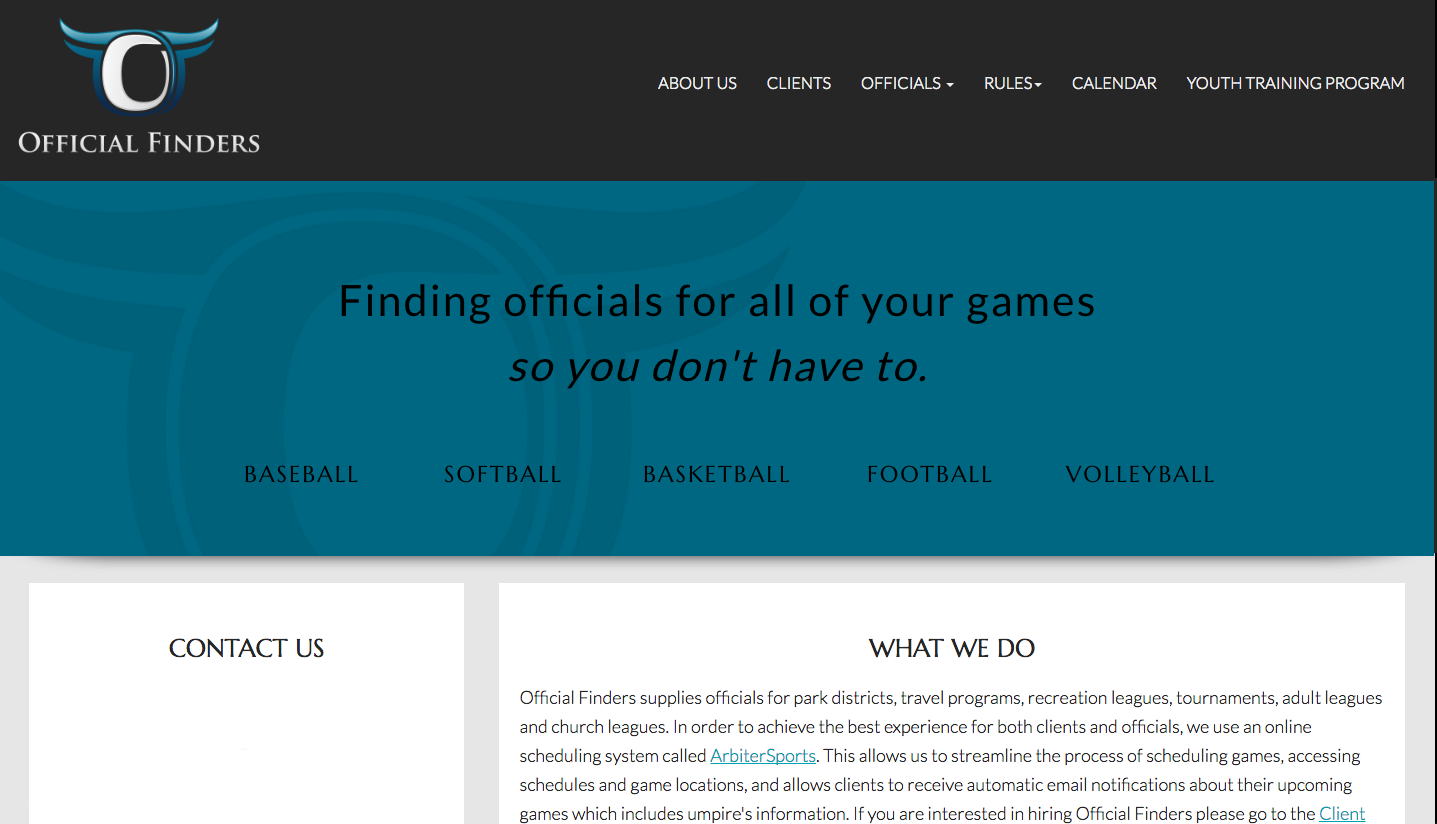 OFFICIAL FINDERS
ABOUT US
CLIENTS
OFFICIALS
RULES
CALENDAR
YOUTH TRAINING PROGRAM
Finding officials for all of your games
so you don't have to.
BASEBALL
SOFTBALL
BASKETBALL
FOOTBALL
VOLLEYBALL
CONTACT US
WHAT WE DO
Official Finders supplies officials for park districts, travel programs, recreation leagues, tournaments, adult leagues
and church leagues. In order to achieve the best experience for both clients and officials, we use an online
scheduling system called ArbiterSports. This allows us to streamline the process of scheduling games, accessing
schedules and game locations, and allows clients to receive automatic email notifications about their upcoming
games which includes umpire's information. If you are interested in hiring Official Finders please go to the Client